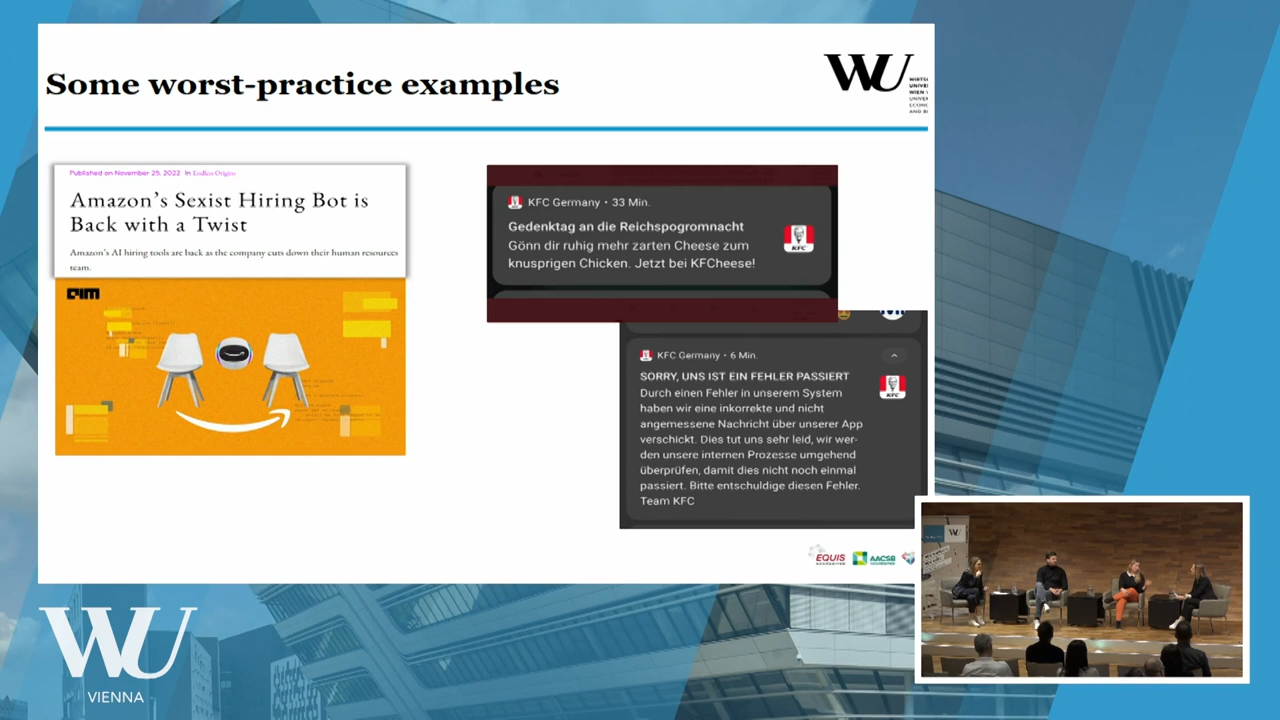 Some worst-practice examples
WU
Published on November 25, 2022 In Endless Origins
Amazon's Sexist Hiring Bot is
Back with a Twist
Amazon's AI hiring tools are back as the company cuts down their human resources
team.
KFC Germany • 33 Min.
Gedenktag an die Reichspogromnacht
Gönn dir ruhig mehr zarten Cheese zum
knusprigen Chicken. Jetzt bei KFCheese!
KFC
KFC Germany • 6 Min.
SORRY, UNS IST EIN FEHLER PASSIERT
Durch einen Fehler in unserem System
haben wir eine inkorrekte und nicht
angemessene Nachricht über unserer App
verschickt. Dies tut uns sehr leid, wir wer-
den unsere internen Prozesse umgehend
überprüfen, damit dies nicht noch einmal
passiert. Bitte entschuldige diesen Fehler.
Team KFC
KFC
EQUIS
AACSB
WU
VIENNA
WU